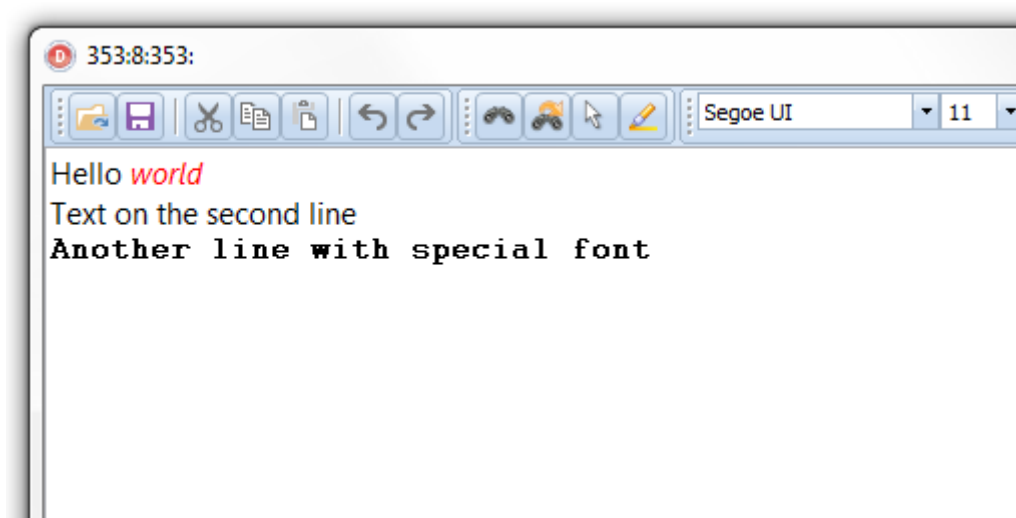 D 353:8:353:
Segoe UI 11
Hello world
Text on the second line
Another line with special font